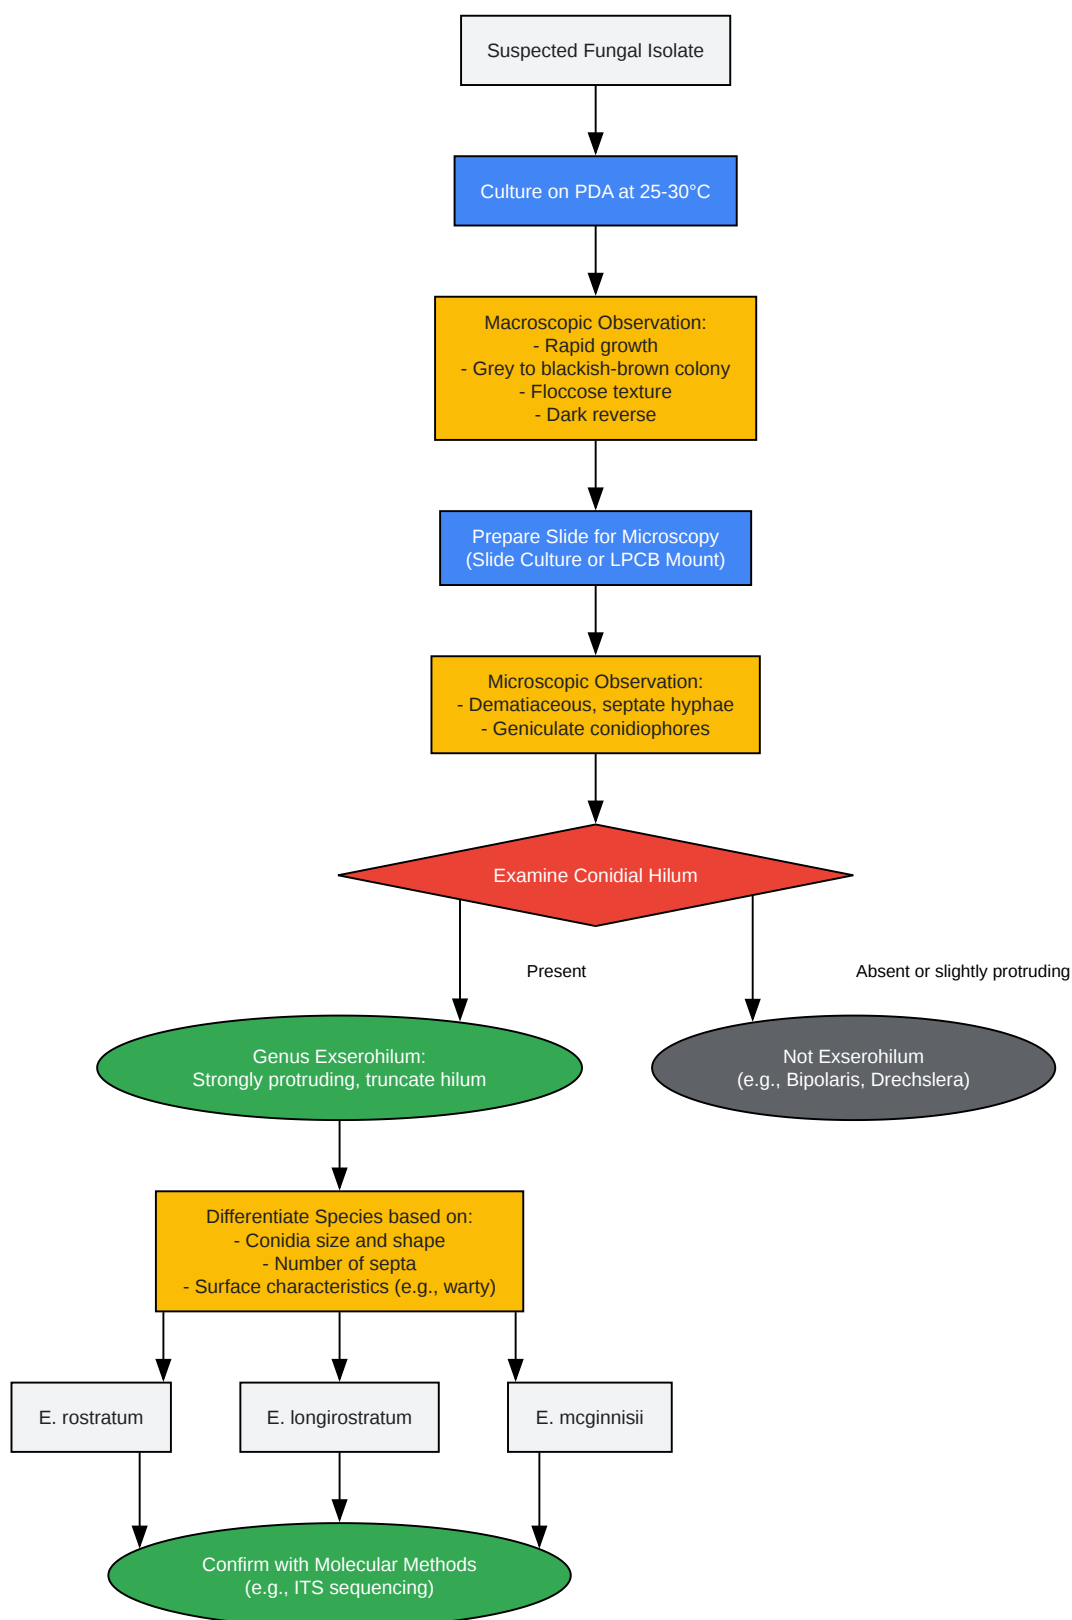 Suspected Fungal Isolate
Culture on PDA at 25-30°C
Macroscopic Observation:
- Rapid growth
- Grey to blackish-brown colony
- Floccose texture
- Dark reverse
Prepare Slide for Microscopy
(Slide Culture or LPCB Mount)
Microscopic Observation:
- Dematiaceous, septate hyphae
- Geniculate conidiophores
Examine Conidial Hilum
Present
Absent or slightly protruding
Genus Exserohilum:
Strongly protruding, truncate hilum
Not Exserohilum
(e.g., Bipolaris, Drechslera)
Differentiate Species based on:
- Conidia size and shape
- Number of septa
- Surface characteristics (e.g., warty)
E. rostratum
E. longirostratum
E. mcginnisii
Confirm with Molecular Methods
(e.g., ITS sequencing)